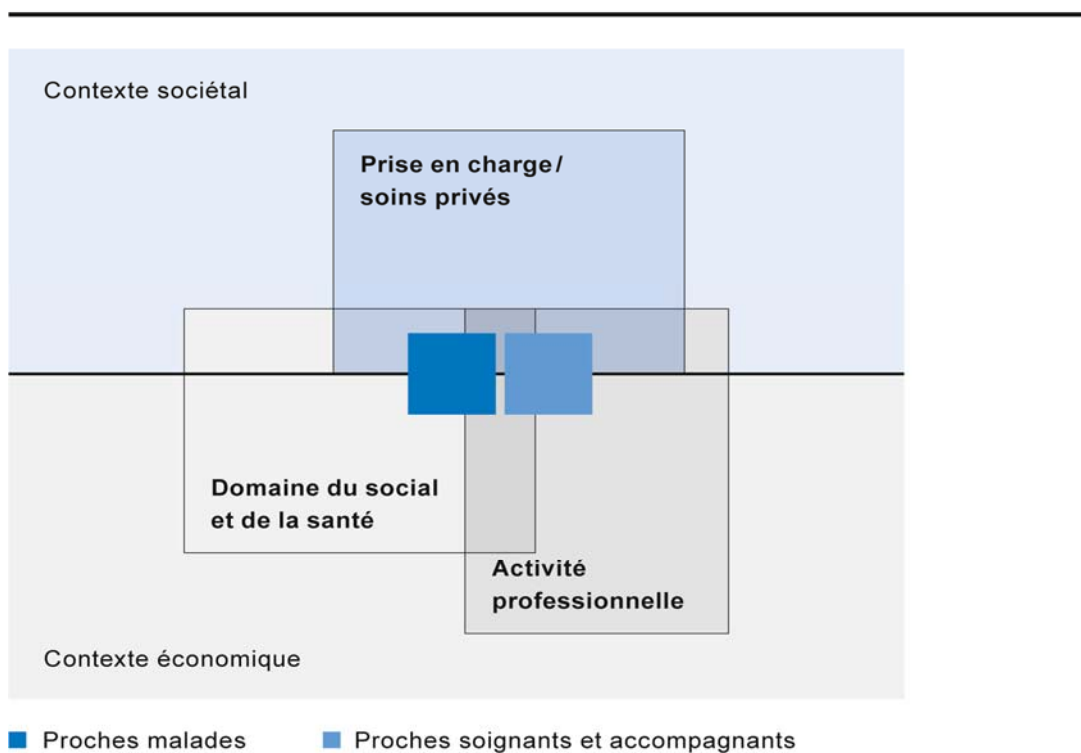 Contexte sociétal
Prise en charge/
soins privés
Domaine du social
et de la santé
Activité
professionnelle
Contexte économique
Proches malades
Proches soignants et accompagnants